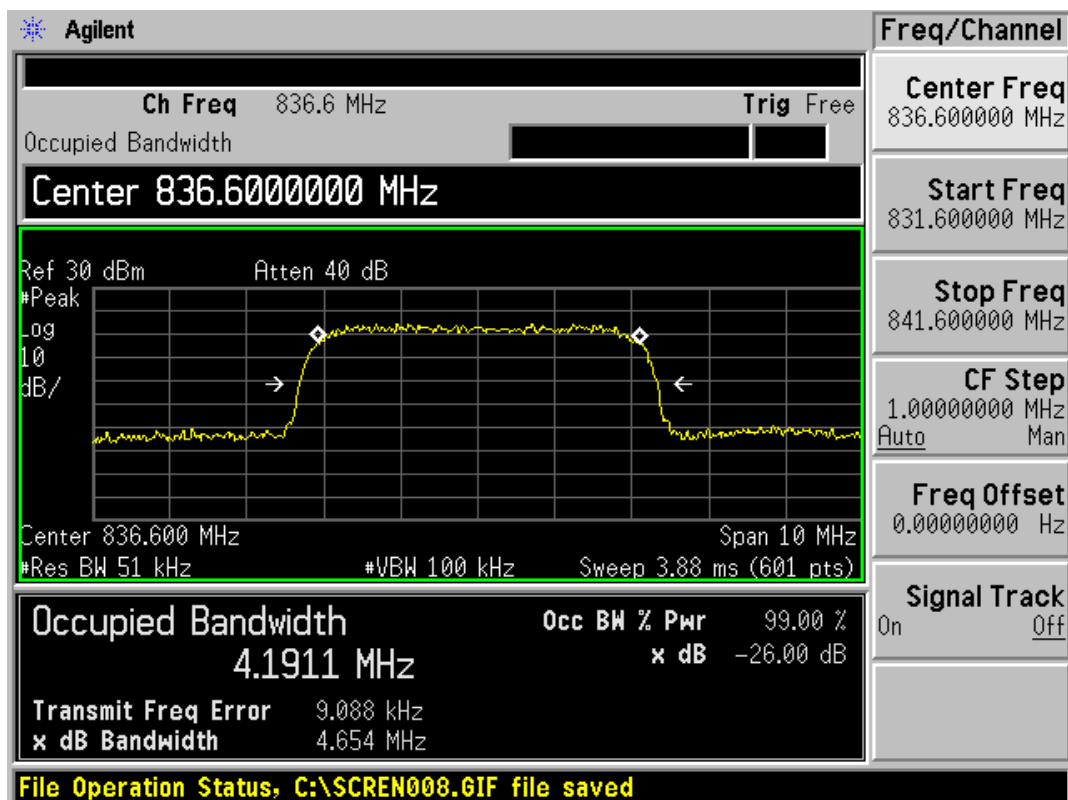 Agilent
Freq/Channel
Ch Freq 836.6 MHz Trig Free
Occupied Bandwidth
Center 836.6000000 MHz
Ref 30 dBm Atten 40 dB
#Peak
Log
10
dB/
Center 836.600 MHz Span 10 MHz
#Res BW 51 kHz #VBW 100 kHz Sweep 3.88 ms (601 pts)
Occupied Bandwidth
4.1911 MHz
Occ BW % Pwr 99.00 %
x dB -26.00 dB
Transmit Freq Error 9.088 kHz
x dB Bandwidth 4.654 MHz
File Operation Status, C:\SCREN008.GIF file saved
Center Freq
836.600000 MHz
Start Freq
831.600000 MHz
Stop Freq
841.600000 MHz
CF Step
1.00000000 MHz
Auto Man
Freq Offset
0.00000000 Hz
Signal Track
On Off